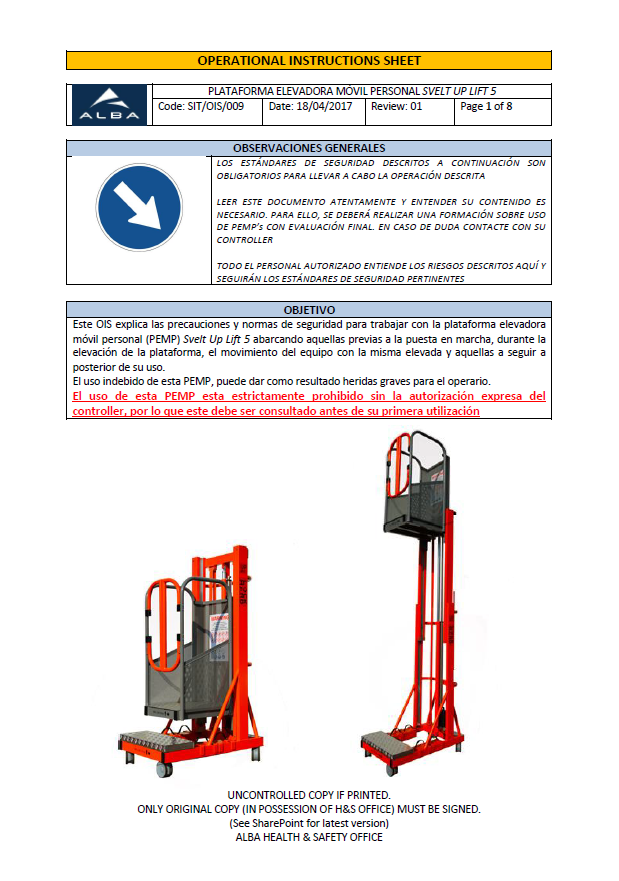 OPERATIONAL INSTRUCTIONS SHEET
ALBA
PLATAFORMA ELEVADORA MÓVIL PERSONAL SVELT UP LIFT 5
Code: SIT/OIS/009
Date: 18/04/2017
Review: 01
Page 1 of 8
OBSERVACIONES GENERALES
LOS ESTÁNDARES DE SEGURIDAD DESCRITOS A CONTINUACIÓN SON
OBLIGATORIOS PARA LLEVAR A CABO LA OPERACIÓN DESCRITA
LEER ESTE DOCUMENTO ATENTAMENTE Y ENTENDER SU CONTENIDO ES
NECESARIO. PARA ELLO, SE DEBERÁ REALIZAR UNA FORMACIÓN SOBRE USO
DE PEMP's CON EVALUACIÓN FINAL. EN CASO DE DUDA CONTACTE CON SU
CONTROLLER
TODO EL PERSONAL AUTORIZADO ENTIENDE LOS RIESGOS DESCRITOS AQUÍ Y
SEGUIRÁN LOS ESTÁNDARES DE SEGURIDAD PERTINENTES
OBJETIVO
Este OIS explica las precauciones y normas de seguridad para trabajar con la plataforma elevadora
móvil personal (PEMP) Svelt Up Lift 5 abarcando aquellas previas a la puesta en marcha, durante la
elevación de la plataforma, el movimiento del equipo con la misma elevada y aquellas a seguir a
posterior de su uso.
El uso indebido de esta PEMP, puede dar como resultado heridas graves para el operario.
El uso de esta PEMP esta estrictamente prohibido sin la autorización expresa del
controller, por lo que este debe ser consultado antes de su primera utilización
WARNING
UNCONTROLLED COPY IF PRINTED.
ONLY ORIGINAL COPY (IN POSSESSION OF H&S OFFICE) MUST BE SIGNED.
(See SharePoint for latest version)
ALBA HEALTH & SAFETY OFFICE